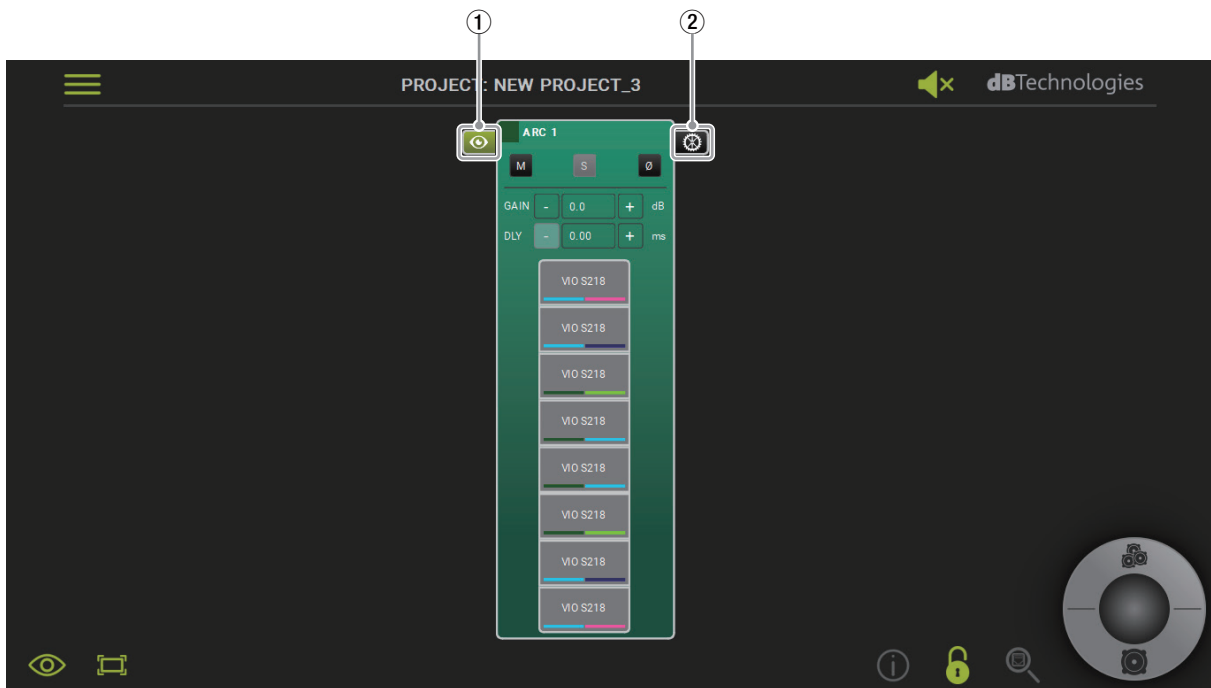 ① ②
PROJECT: NEW PROJECT_3 dBTechnologies
ARC 1
M S Ø
GAIN - 0.0 + dB
DLY - 0.00 + ms
VIO S218
VIO S218
VIO S218
VIO S218
VIO S218
VIO S218
VIO S218
VIO S218